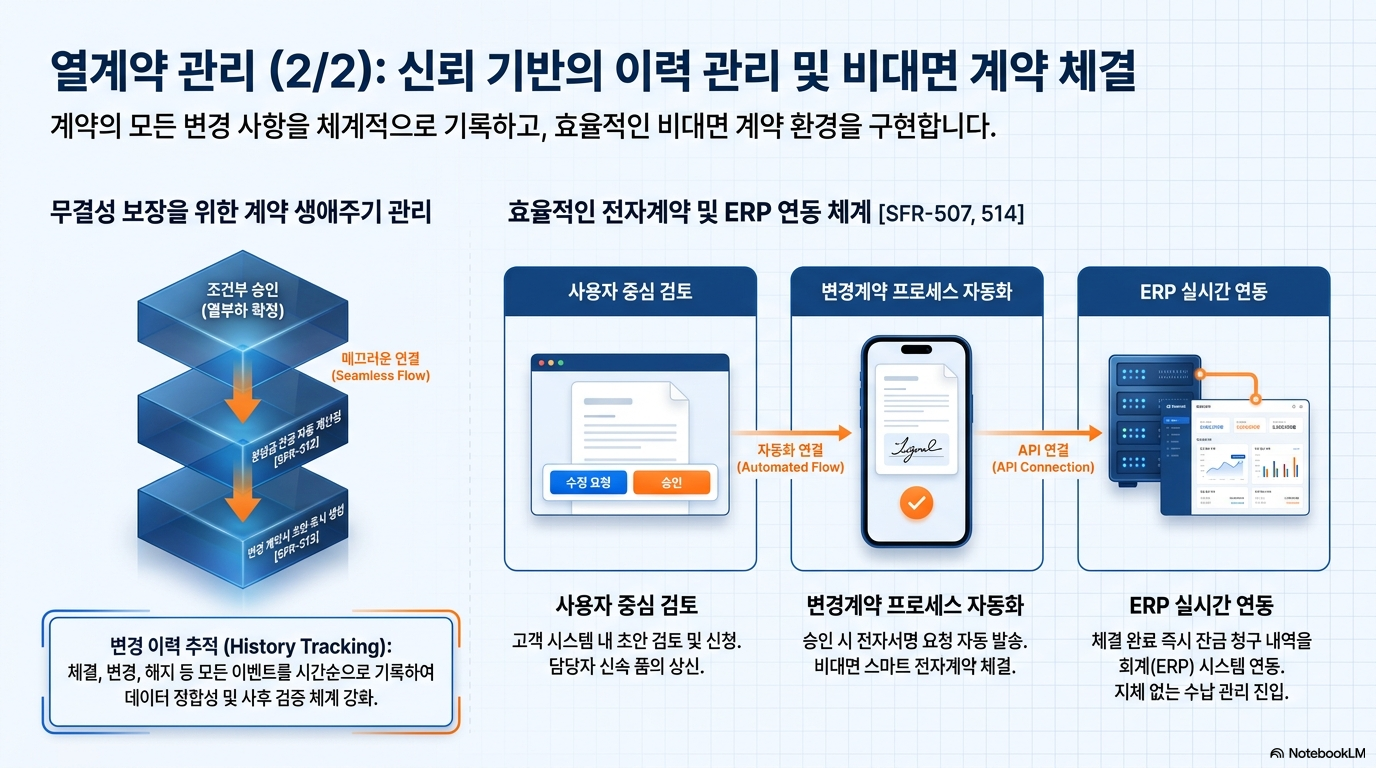 열계약 관리 (2/2): 신뢰 기반의 이력 관리 및 비대면 계약 체결
계약의 모든 변경 사항을 체계적으로 기록하고, 효율적인 비대면 계약 환경을 구현합니다.
무결성 보장을 위한 계약 생애주기 관리
조건부 승인
(열부하 확정)
매끄러운 연결
(Seamless Flow)
자동
[SFR-512]
변경
[SFR-513]
변경 이력 추적 (History Tracking):
체결, 변경, 해지 등 모든 이벤트를 시간순으로 기록하여
데이터 정합성 및 사후 검증 체계 강화.
효율적인 전자계약 및 ERP 연동 체계 [SFR-507, 514]
사용자 중심 검토
수정 요청
승인
자동화 연결
(Automated Flow)
변경계약 프로세스 자동화
API 연결
(API Connection)
ERP 실시간 연동
사용자 중심 검토
고객 시스템 내 초안 검토 및 신청.
담당자 신속 품의 상신.
변경계약 프로세스 자동화
승인 시 전자서명 요청 자동 발송.
비대면 스마트 전자계약 체결.
ERP 실시간 연동
체결 완료 즉시 잔금 청구 내역을
회계(ERP) 시스템 연동.
지체 없는 수납 관리 진입.
NotebookLM